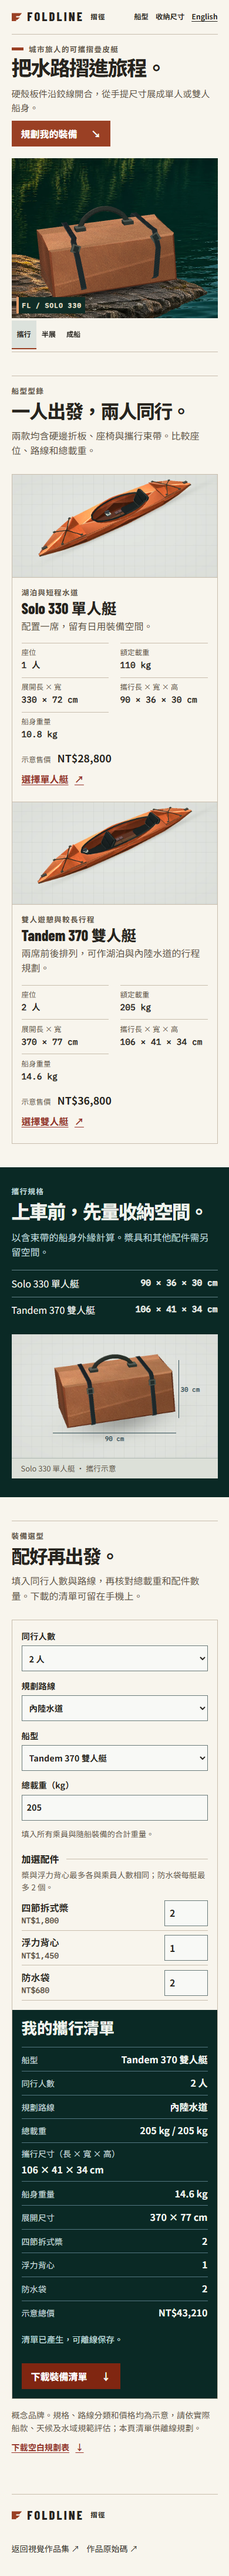 FOLDLINE 摺徑 船型 收納尺寸 English
城市旅人的可攜摺疊皮艇
把水路摺進旅程。
硬殼板件沿鉸線開合，從手提尺寸展成單人或雙人
船身。
規劃我的裝備 ↘
FL / SOLO 330
攜行 半展 成船
船型型錄
一人出發，兩人同行。
兩款均含硬邊折板、座椅與攜行束帶。比較座
位、路線和總載重。
湖泊與短程水道
Solo 330 單人艇
配置一席，留有日用裝備空間。
座位 額定載重
1 人 110 kg
展開長 × 寬 攜行長 × 寬 × 高
330 × 72 cm 90 × 36 × 30 cm
船身重量
10.8 kg
示意售價 NT$28,800
選擇單人艇 ↗
雙人遊憩與較長行程
Tandem 370 雙人艇
兩席前後排列，可作湖泊與內陸水道的行程
規劃。
座位 額定載重
2 人 205 kg
展開長 × 寬 攜行長 × 寬 × 高
370 × 77 cm 106 × 41 × 34 cm
船身重量
14.6 kg
示意售價 NT$36,800
選擇雙人艇 ↗
攜行規格
上車前，先量收納空間。
以含束帶的船身外緣計算。槳具和其他配件需另
留空間。
Solo 330 單人艇 90 × 36 × 30 cm
Tandem 370 雙人艇 106 × 41 × 34 cm
30 cm
90 cm
Solo 330 單人艇 · 攜行示意
裝備選型
配好再出發。
填入同行人數與路線，再核對總載重和配件數
量。下載的清單可留在手機上。
同行人數
2 人
規劃路線
內陸水道
船型
Tandem 370 雙人艇
總載重（kg）
205
填入所有乘員與隨船裝備的合計重量。
加選配件
槳與浮力背心最多各與乘員人數相同；防水袋每艇最
多 2 個。
四節拆式槳
NT$1,800
2
浮力背心
NT$1,450
1
防水袋
NT$680
2
我的攜行清單
船型 Tandem 370 雙人艇
同行人數 2 人
規劃路線 內陸水道
總載重 205 kg / 205 kg
攜行尺寸（長 × 寬 × 高）
106 × 41 × 34 cm
船身重量 14.6 kg
展開尺寸 370 × 77 cm
四節拆式槳 2
浮力背心 1
防水袋 2
示意總價 NT$43,210
清單已產生，可離線保存。
下載裝備清單 ↓
概念品牌。規格、路線分類和價格均為示意，請依實際
船款、天候及水域規範評估；本頁清單供離線規劃。
下載空白規劃表 ↓
FOLDLINE 摺徑
返回視覺作品集 ↗ 作品原始碼 ↗